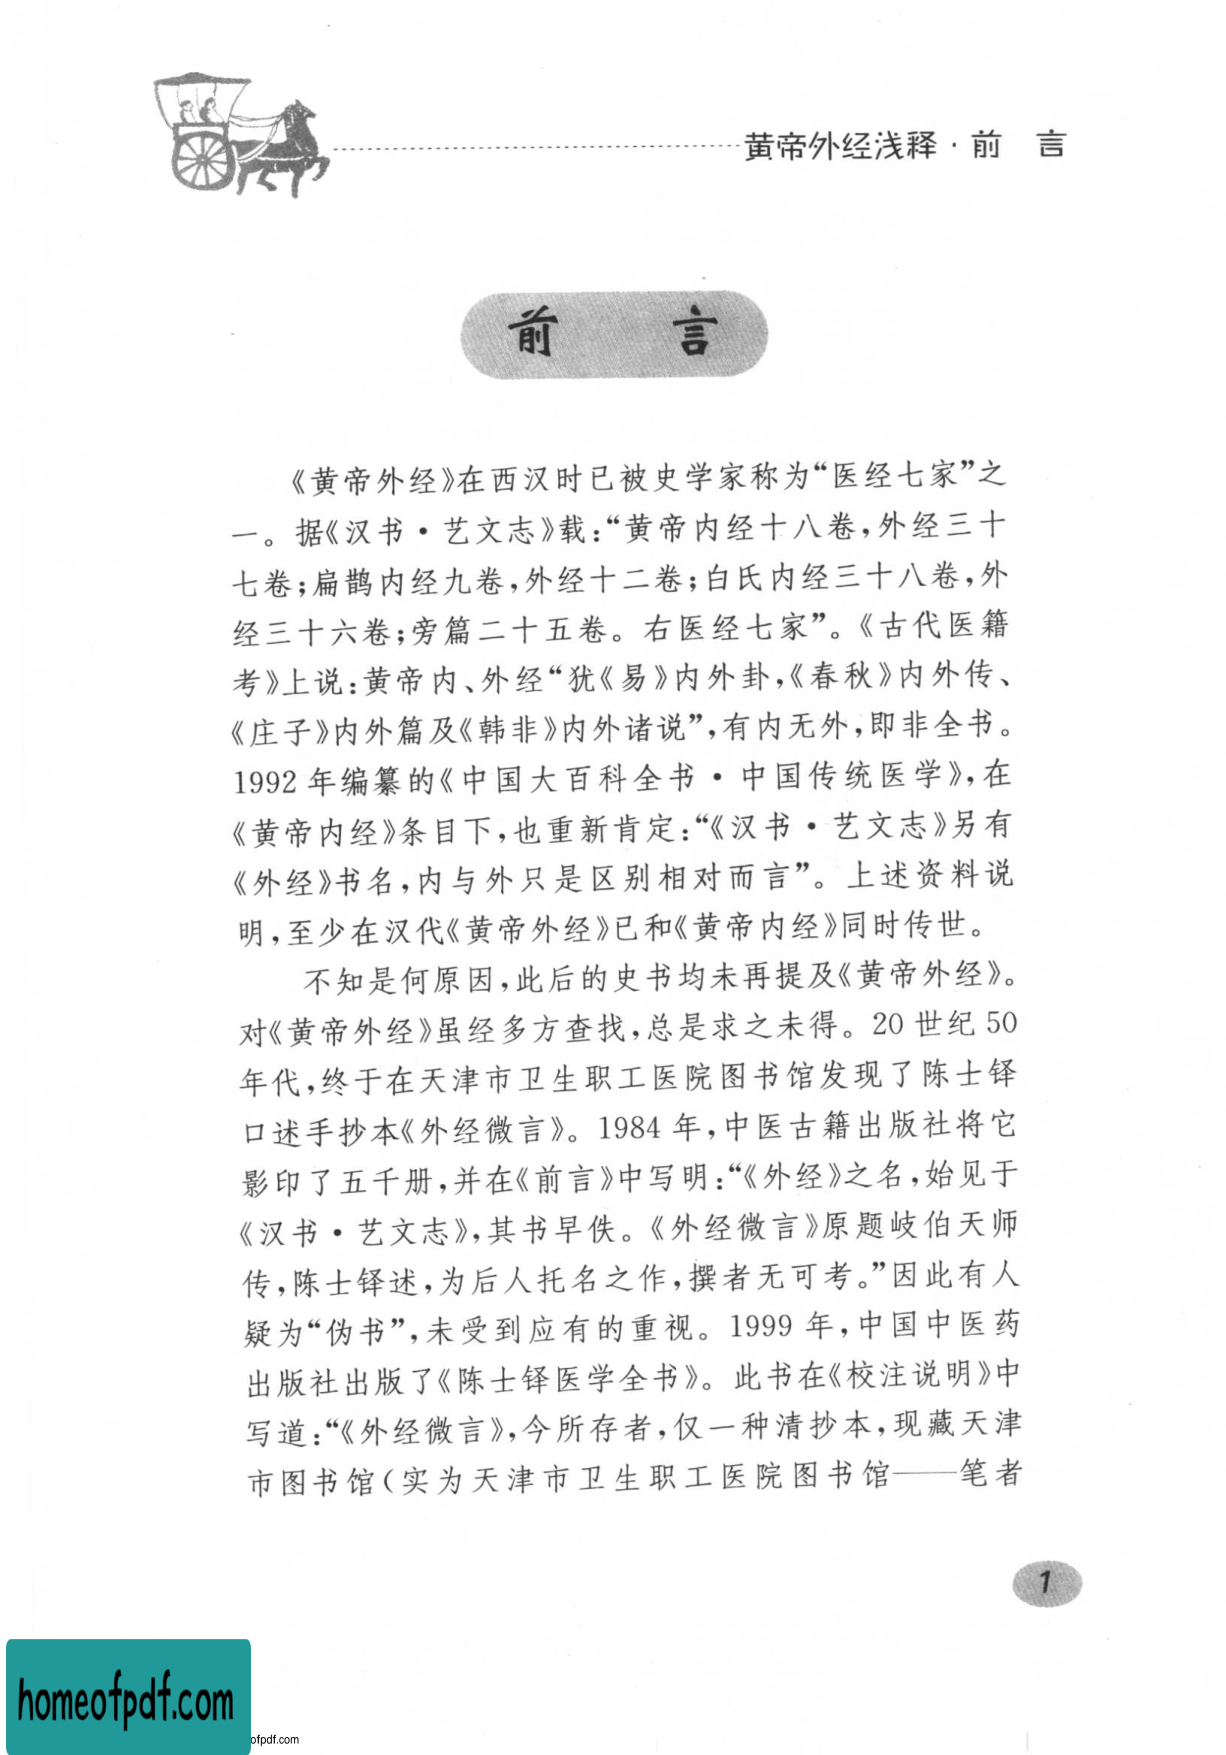 黄帝外经浅释·前　言
前　言
《黄帝外经》在西汉时已被史学家称为“医经七家”之
一。据《汉书·艺文志》载：“黄帝内经十八卷，外经三十
七卷；扁鹊内经九卷，外经十二卷；白氏内经三十八卷，外
经三十六卷；旁篇二十五卷。右医经七家”。《古代医籍
考》上说：黄帝内、外经“犹《易》内外卦，《春秋》内外传、
《庄子》内外篇及《韩非》内外诸说”，有内无外，即非全书。
1992年编纂的《中国大百科全书·中国传统医学》，在
《黄帝内经》条目下，也重新肯定：“《汉书·艺文志》另有
《外经》书名，内与外只是区别相对而言”。上述资料说
明，至少在汉代《黄帝外经》已和《黄帝内经》同时传世。
不知是何原因，此后的史书均未再提及《黄帝外经》。
对《黄帝外经》虽经多方查找，总是求之未得。20世纪50
年代，终于在天津市卫生职工医院图书馆发现了陈士铎
口述手抄本《外经微言》。1984年，中医古籍出版社将它
影印了五千册，并在《前言》中写明：“《外经》之名，始见于
《汉书·艺文志》，其书早佚。《外经微言》原题岐伯天师
传，陈士铎述，为后人托名之作，撰者无可考。”因此有人
疑为“伪书”，未受到应有的重视。1999年，中国中医药
出版社出版了《陈士铎医学全书》。此书在《校注说明》中
写道：“《外经微言》，今所存者，仅一种清抄本，现藏天津
市图书馆（实为天津市卫生职工医院图书馆——笔者
1
homeofpdf.com
ofpdf.com